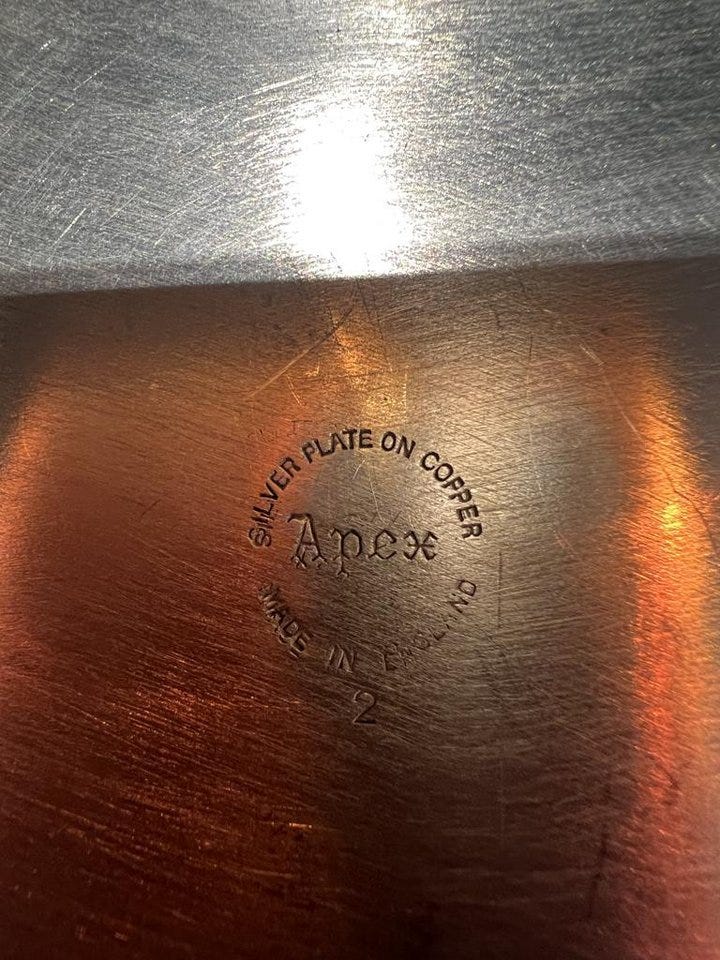 SILVER PLATE ON COPPER
Apex
MADE IN ENGLAND
2